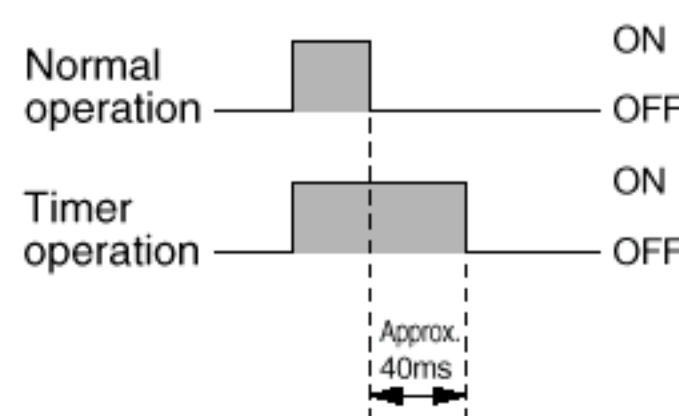 Normal
operation
ON
OFF
Timer
operation
ON
OFF
Approx.
40ms